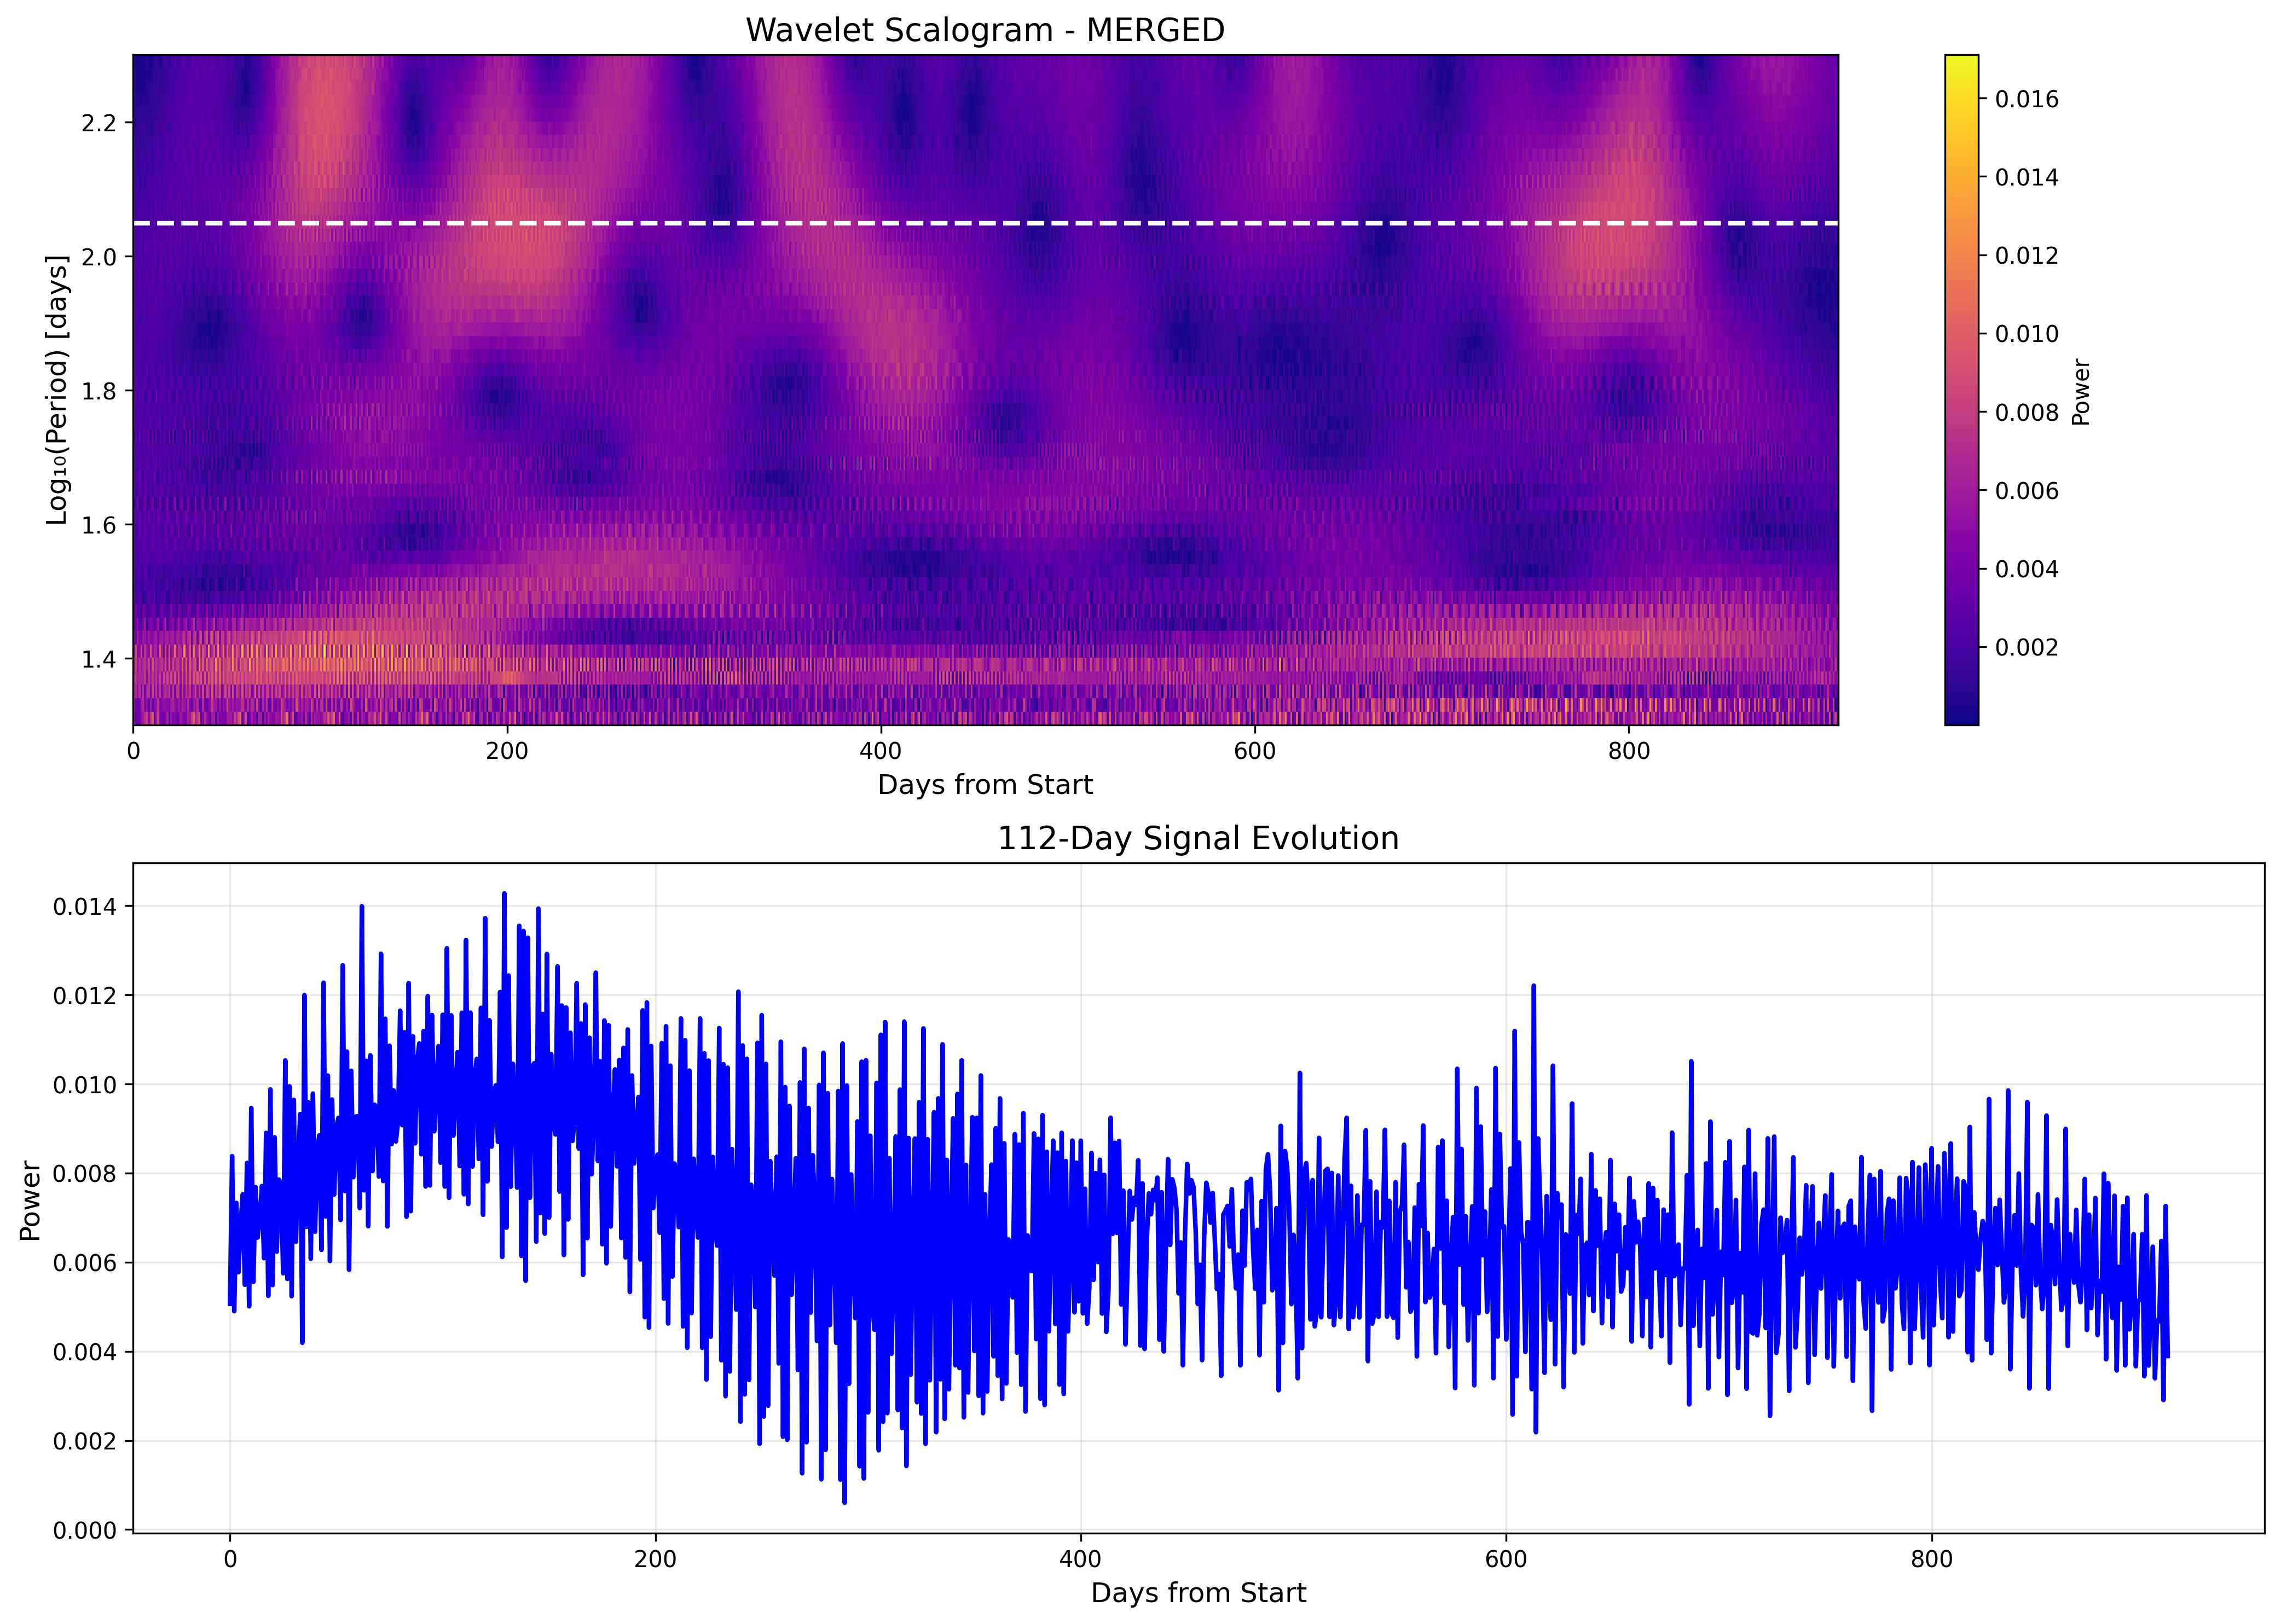 Wavelet Scalogram - MERGED
Log₁₀(Period) [days]
2.2
2.0
1.8
1.6
1.4
0 200 400 600 800
Days from Start
0.016
0.014
0.012
0.010
0.008
0.006
0.004
0.002
Power
112-Day Signal Evolution
Power
0.014
0.012
0.010
0.008
0.006
0.004
0.002
0.000
0 200 400 600 800
Days from Start